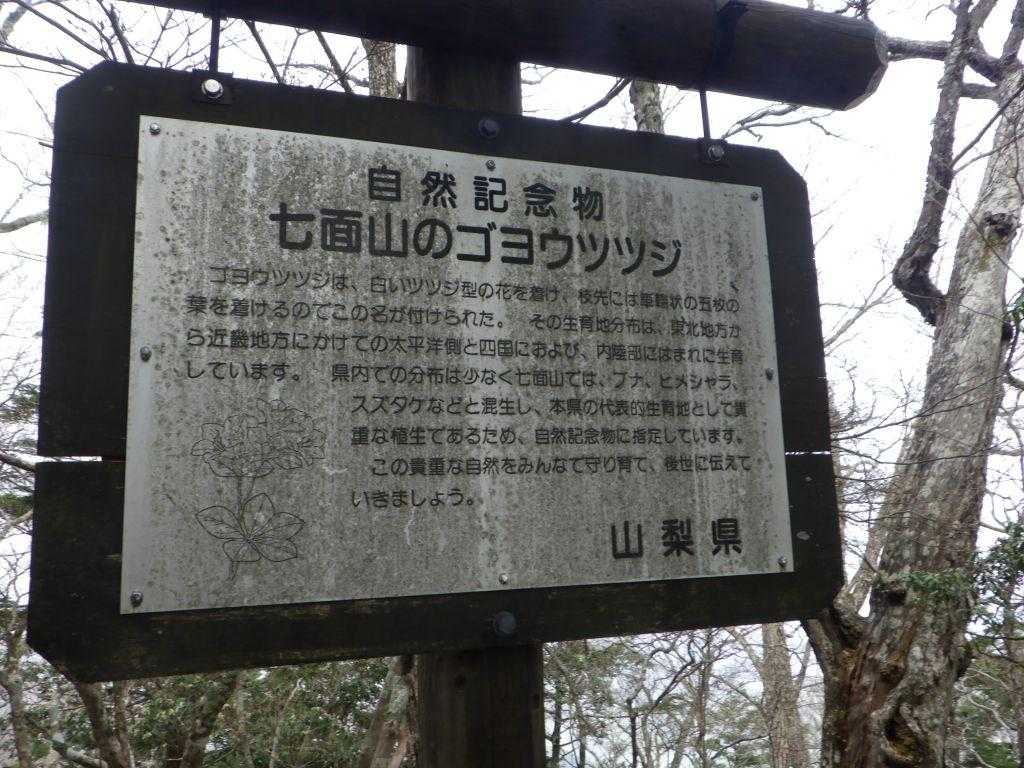 自然記念物
七面山のゴヨウツツジ
ゴヨウツツジは、白いツツジ型の花を着け、枝先には車輪状の五枚の
葉を着けるのでこの名が付けられた。 その生育地分布は、東北地方か
ら近畿地方にかけての太平洋側と四国におよび、内陸部にはまれに生育
しています。 県内での分布は少なく七面山では、ブナ、ヒメシャラ、
スズタケなどと混生し、本県の代表的生育地として貴
重な植生であるため、自然記念物に指定しています。
この貴重な自然をみんなで守り育て、後世に伝えて
いきましょう。
山梨県